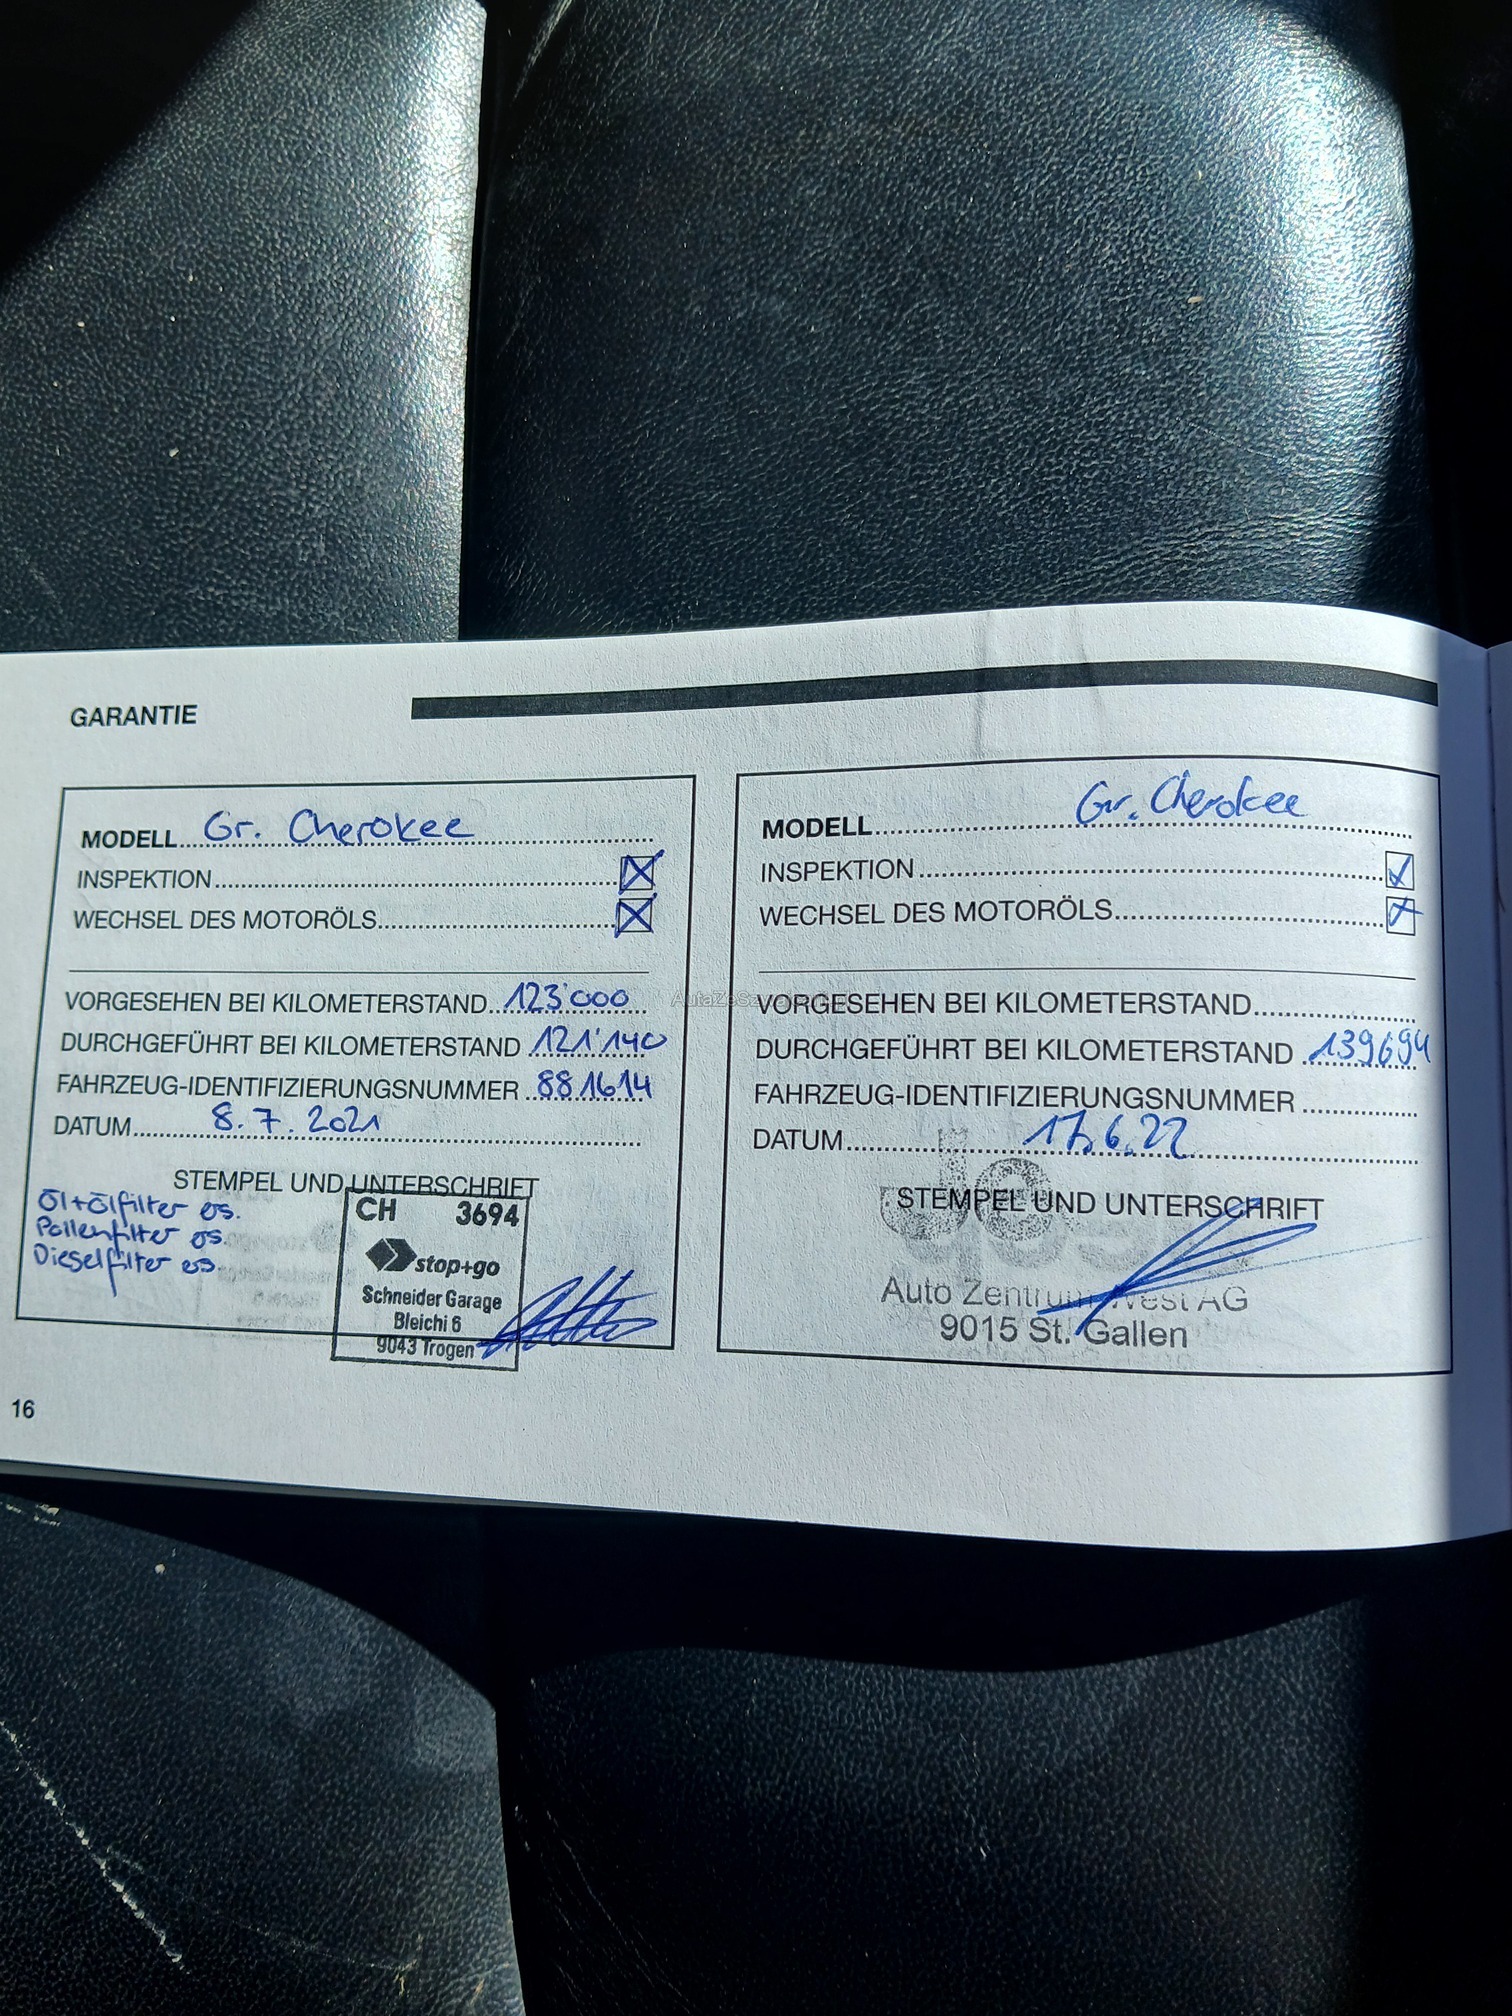 GARANTIE
MODELL Gr. Cherokee
INSPEKTION
WECHSEL DES MOTORÖLS
VORGESEHEN BEI KILOMETERSTAND 123'000
DURCHGEFÜHRT BEI KILOMETERSTAND 121'140
FAHRZEUG-IDENTIFIZIERUNGSNUMMER 881614
DATUM 8.7.2021
STEMPEL UND UNTERSCHRIFT
Öl+Ölfilter ers.
Pollenfilter ers.
Dieselfilter ers.
CH 3694
stop+go
Schneider Garage
Bleichi 6
9043 Trogen
MODELL Gr. Cherokee
INSPEKTION
WECHSEL DES MOTORÖLS
VORGESEHEN BEI KILOMETERSTAND
DURCHGEFÜHRT BEI KILOMETERSTAND 139694
FAHRZEUG-IDENTIFIZIERUNGSNUMMER
DATUM 17.6.22
STEMPEL UND UNTERSCHRIFT
Auto Zentrum West AG
9015 St. Gallen
16